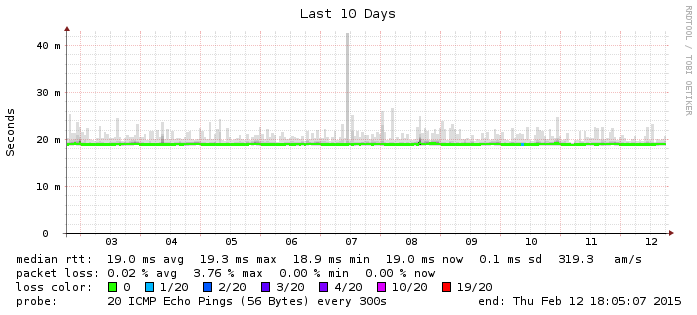 Last 10 Days
RRDTOOL / TOBI OETIKER
Seconds
40 m
30 m
20 m
10 m
0
03 04 05 06 07 08 09 10 11 12
median rtt: 19.0 ms avg 19.3 ms max 18.9 ms min 19.0 ms now 0.1 ms sd 319.3 am/s
packet loss: 0.02 % avg 3.76 % max 0.00 % min 0.00 % now
loss color: 0 1/20 2/20 3/20 4/20 10/20 19/20
probe: 20 ICMP Echo Pings (56 Bytes) every 300s end: Thu Feb 12 18:05:07 2015